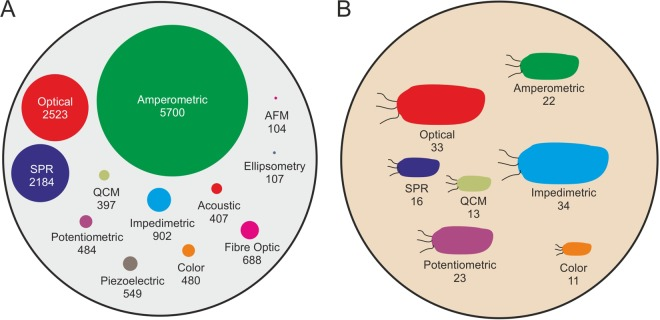 A
Optical
2523
Amperometric
5700
AFM
104
SPR
2184
Ellipsometry
107
QCM
397
Acoustic
407
Impedimetric
902
Potentiometric
484
Fibre Optic
688
Color
480
Piezoelectric
549
B
Amperometric
22
Optical
33
Impedimetric
34
SPR
16
QCM
13
Potentiometric
23
Color
11